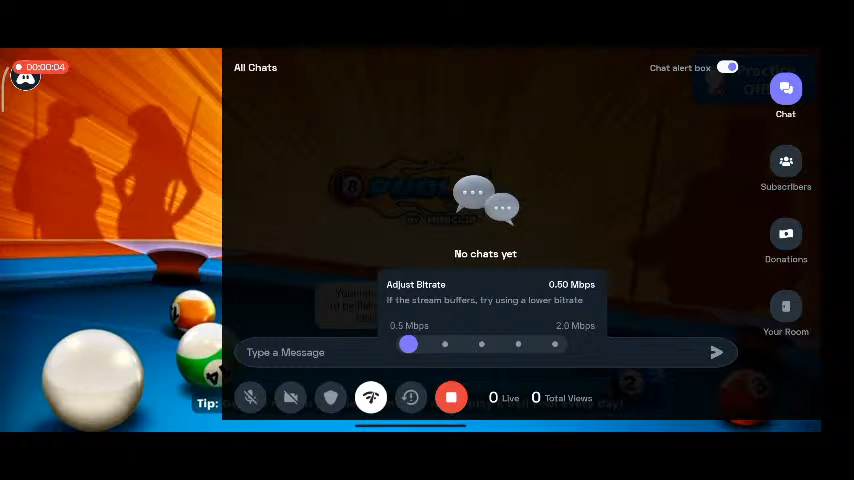 00:00:04
All Chats
Chat alert box
Chat
Subscribers
No chats yet
Donations
Adjust Bitrate
0.50 Mbps
If the stream buffers, try using a lower bitrate
0.5 Mbps
2.0 Mbps
Your Room
Type a Message
Tip:
0 Live
0 Total Views
every day!